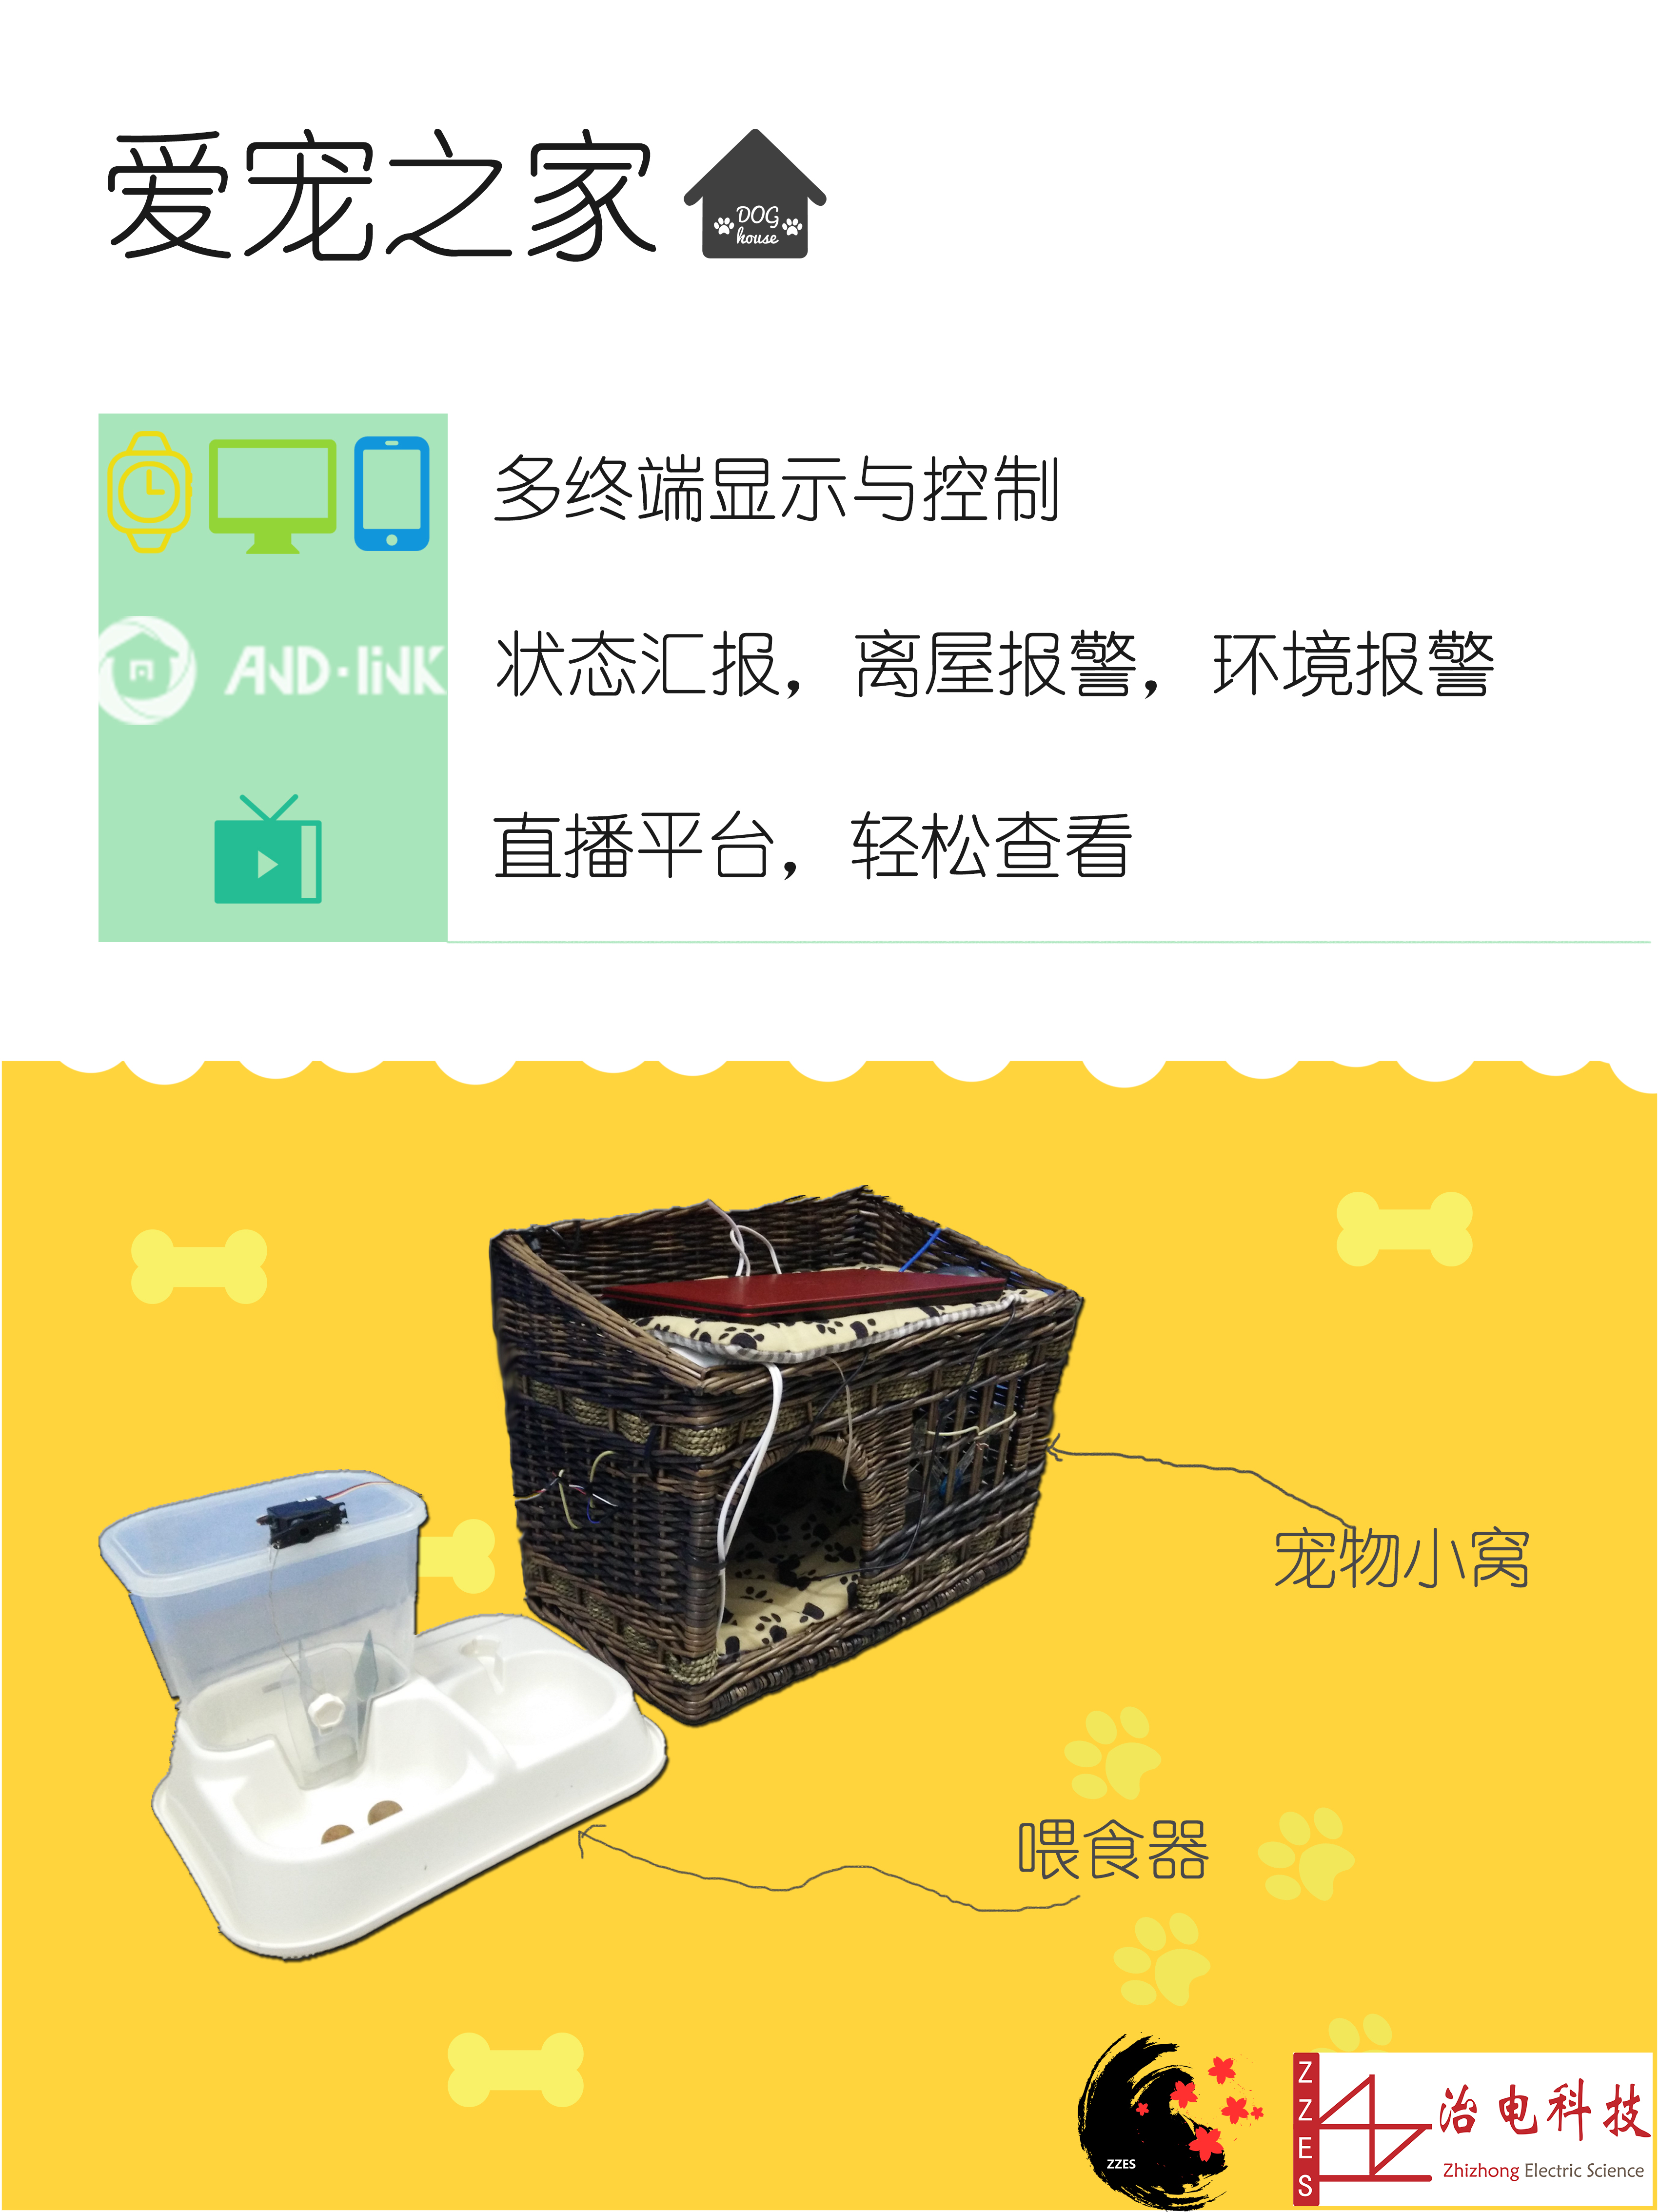 爱宠之家
DOG
house
多终端显示与控制
AND·liNK
状态汇报，离屋报警，环境报警
直播平台，轻松查看
宠物小窝
喂食器
ZZES
ZZES
治电科技
Zhizhong Electric Science